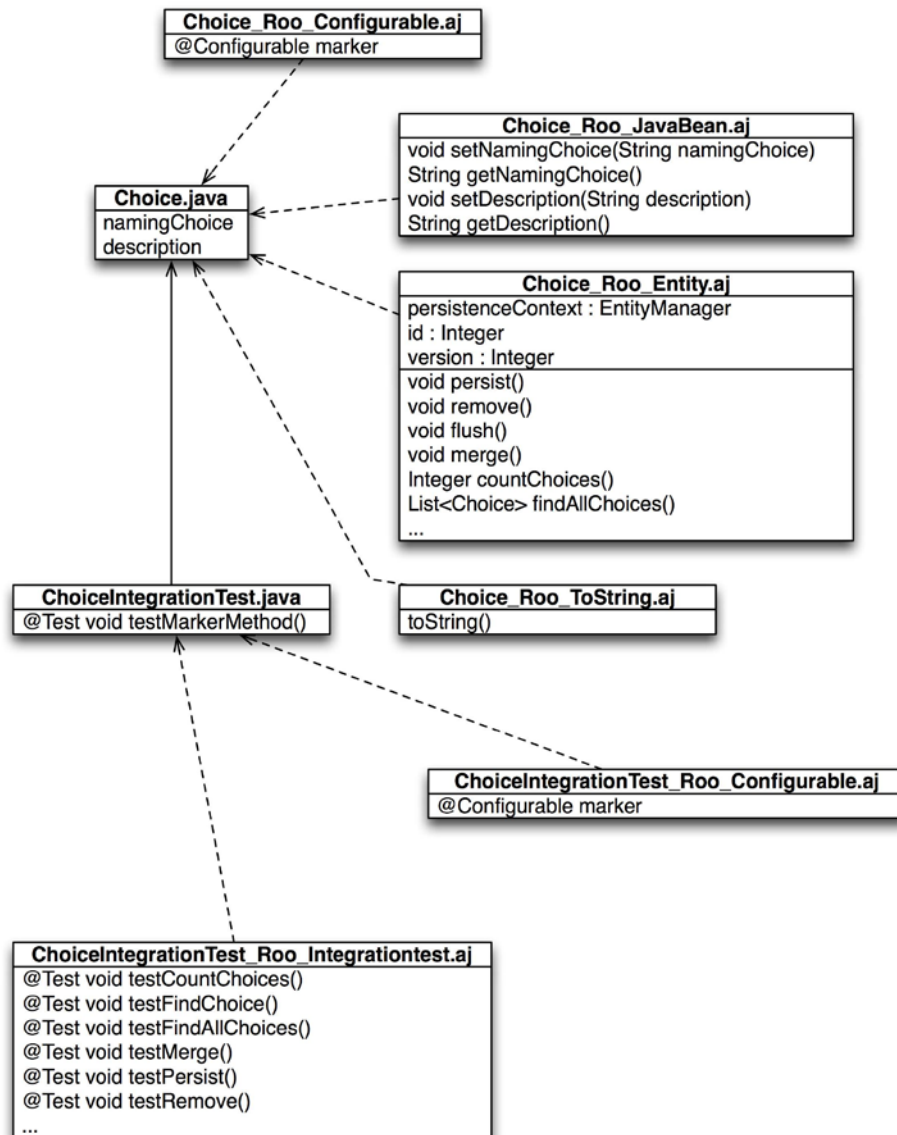 Choice_Roo_Configurable.aj
@Configurable marker
Choice_Roo_JavaBean.aj
void setNamingChoice(String namingChoice)
String getNamingChoice()
void setDescription(String description)
String getDescription()
Choice.java
namingChoice
description
Choice_Roo_Entity.aj
persistenceContext : EntityManager
id : Integer
version : Integer
void persist()
void remove()
void flush()
void merge()
Integer countChoices()
List<Choice> findAllChoices()
...
ChoiceIntegrationTest.java
@Test void testMarkerMethod()
Choice_Roo_ToString.aj
toString()
ChoiceIntegrationTest_Roo_Configurable.aj
@Configurable marker
ChoiceIntegrationTest_Roo_Integrationtest.aj
@Test void testCountChoices()
@Test void testFindChoice()
@Test void testFindAllChoices()
@Test void testMerge()
@Test void testPersist()
@Test void testRemove()
...